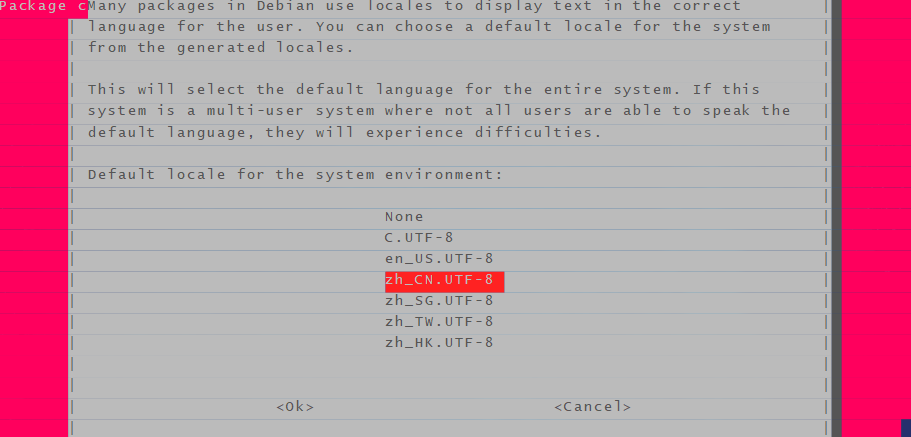 Package cMany packages in Debian use locales to display text in the correct
language for the user. You can choose a default locale for the system
from the generated locales.
This will select the default language for the entire system. If this
system is a multi-user system where not all users are able to speak the
default language, they will experience difficulties.
Default locale for the system environment:
None
C.UTF-8
en_US.UTF-8
zh_CN.UTF-8
zh_SG.UTF-8
zh_TW.UTF-8
zh_HK.UTF-8
<Ok> <Cancel>